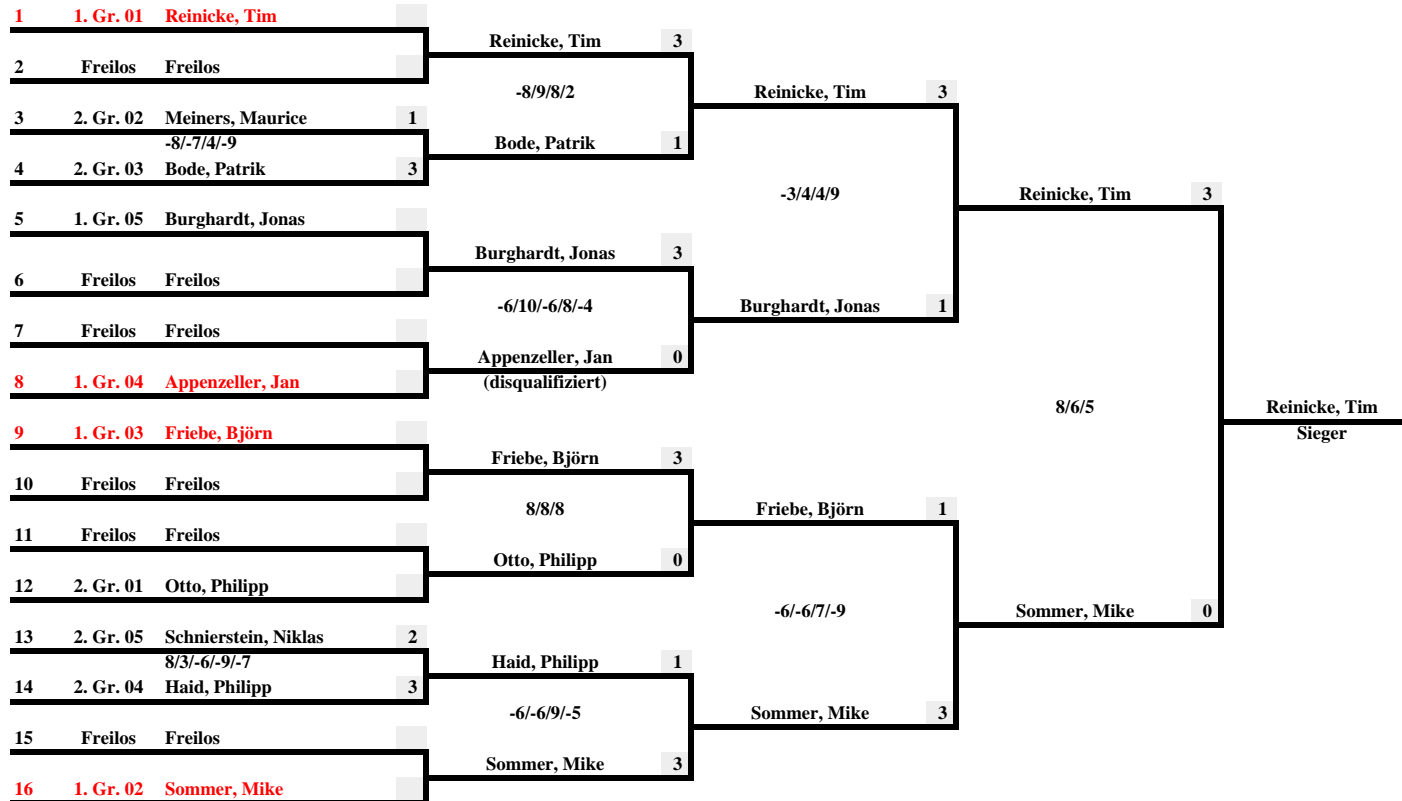 1 1. Gr. 01 Reinicke, Tim
Reinicke, Tim 3
2 Freilos Freilos
-8/9/8/2
Reinicke, Tim 3
3 2. Gr. 02 Meiners, Maurice 1
-8/-7/4/-9
Bode, Patrik 1
4 2. Gr. 03 Bode, Patrik 3
-3/4/4/9
Reinicke, Tim 3
5 1. Gr. 05 Burghardt, Jonas
Burghardt, Jonas 3
6 Freilos Freilos
-6/10/-6/8/-4
Burghardt, Jonas 1
7 Freilos Freilos
Appenzeller, Jan 0
(disqualifiziert)
8 1. Gr. 04 Appenzeller, Jan
8/6/5
Reinicke, Tim
Sieger
9 1. Gr. 03 Friebe, Björn
Friebe, Björn 3
10 Freilos Freilos
8/8/8
Friebe, Björn 1
11 Freilos Freilos
Otto, Philipp 0
12 2. Gr. 01 Otto, Philipp
-6/-6/7/-9
Sommer, Mike 0
13 2. Gr. 05 Schnierstein, Niklas 2
8/3/-6/-9/-7
Haid, Philipp 1
14 2. Gr. 04 Haid, Philipp 3
-6/-6/9/-5
Sommer, Mike 3
15 Freilos Freilos
Sommer, Mike 3
16 1. Gr. 02 Sommer, Mike